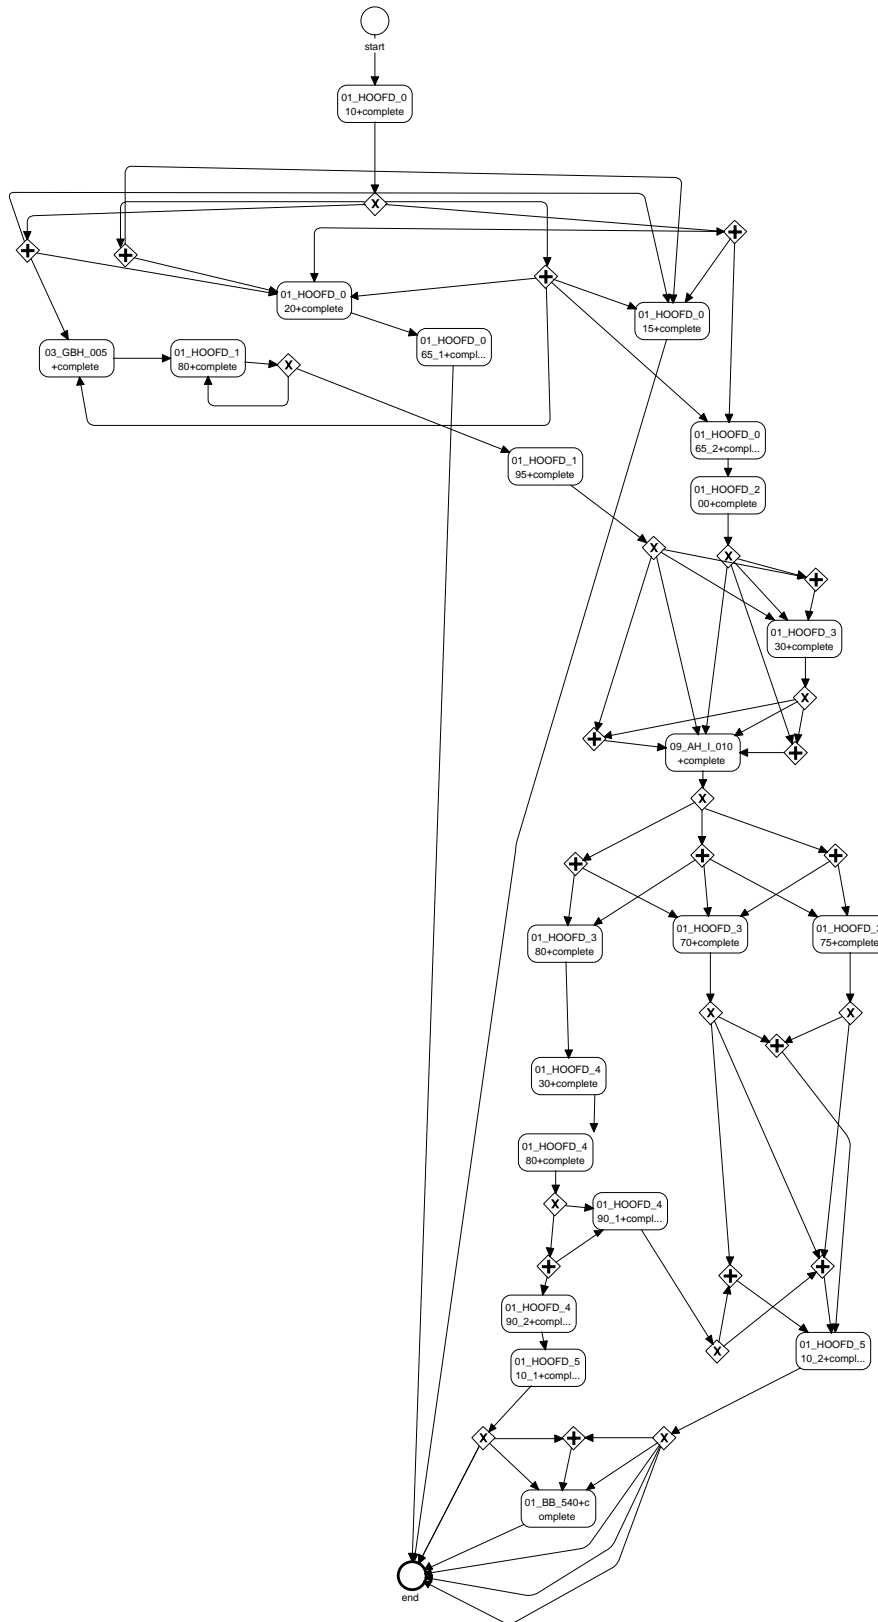 start
01_HOOFD_0
10+complete
X
01_HOOFD_0
20+complete
01_HOOFD_0
15+complete
01_HOOFD_0
65_1+compl...
03_GBH_005
+complete
01_HOOFD_1
80+complete
X
01_HOOFD_0
65_2+compl...
01_HOOFD_1
95+complete
01_HOOFD_2
00+complete
X
X
01_HOOFD_3
30+complete
X
09_AH_I_010
+complete
X
01_HOOFD_3
80+complete
01_HOOFD_3
70+complete
01_HOOFD_3
75+complete
X
X
01_HOOFD_4
30+complete
01_HOOFD_4
80+complete
X
01_HOOFD_4
90_1+compl...
01_HOOFD_4
90_2+compl...
X
01_HOOFD_5
10_1+compl...
01_HOOFD_5
10_2+compl...
X
X
01_BB_540+c
omplete
end